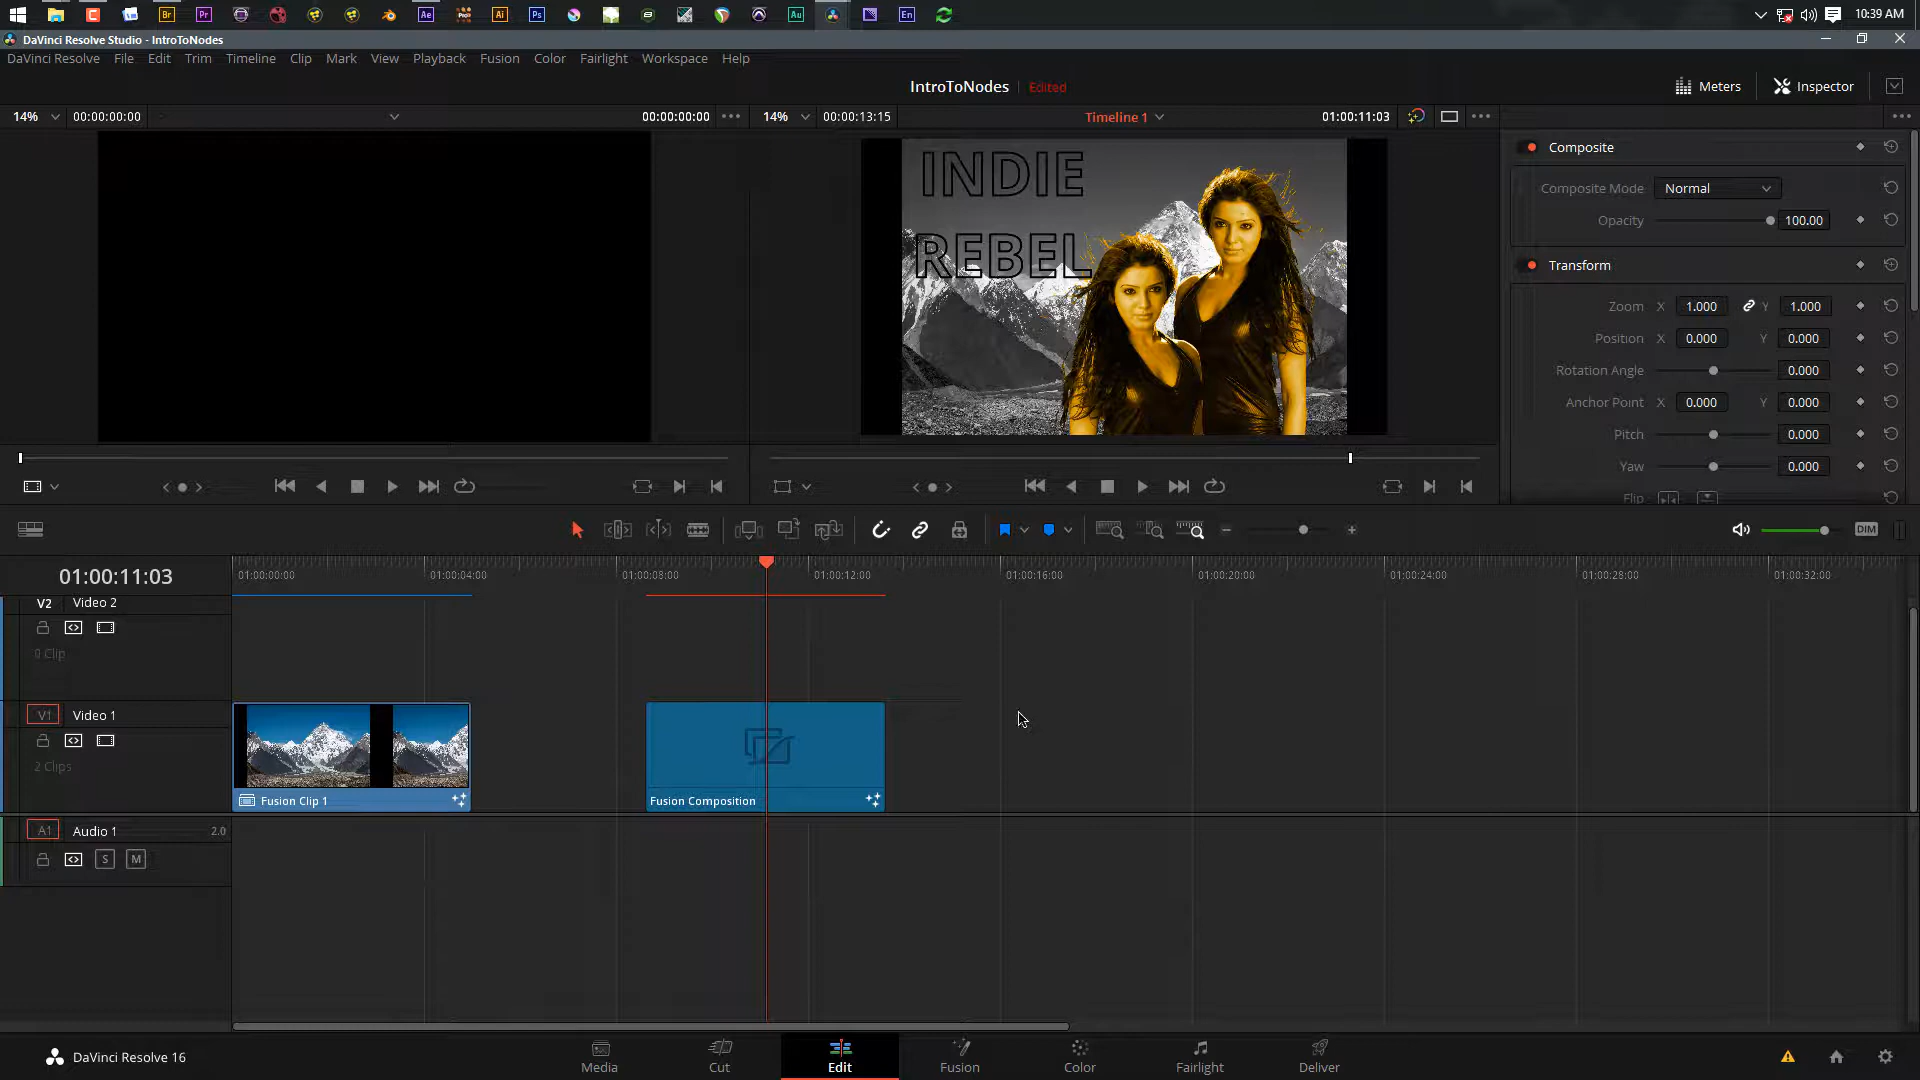 Br
Pr
Ae
Ai
Ps
Au
En
10:39 AM
DaVinci Resolve Studio - IntroToNodes
DaVinci Resolve File Edit Trim Timeline Clip Mark View Playback Fusion Color Fairlight Workspace Help
IntroToNodes Edited
Meters Inspector
14% 00:00:00:00 00:00:00:00 14% 00:00:13:15 Timeline 1 01:00:11:03
INDIE
REBEL
Composite
Composite Mode Normal
Opacity 100.00
Transform
Zoom X 1.000 Y 1.000
Position X 0.000 Y 0.000
Rotation Angle 0.000
Anchor Point X 0.000 Y 0.000
Pitch 0.000
Yaw 0.000
Flip
DIM
01:00:11:03
01:00:00:00 01:00:04:00 01:00:08:00 01:00:12:00 01:00:16:00 01:00:20:00 01:00:24:00 01:00:28:00 01:00:32:00
V2 Video 2
0 Clip
V1 Video 1
2 Clips
Fusion Clip 1
Fusion Composition
A1 Audio 1 2.0
S M
DaVinci Resolve 16
Media Cut Edit Fusion Color Fairlight Deliver